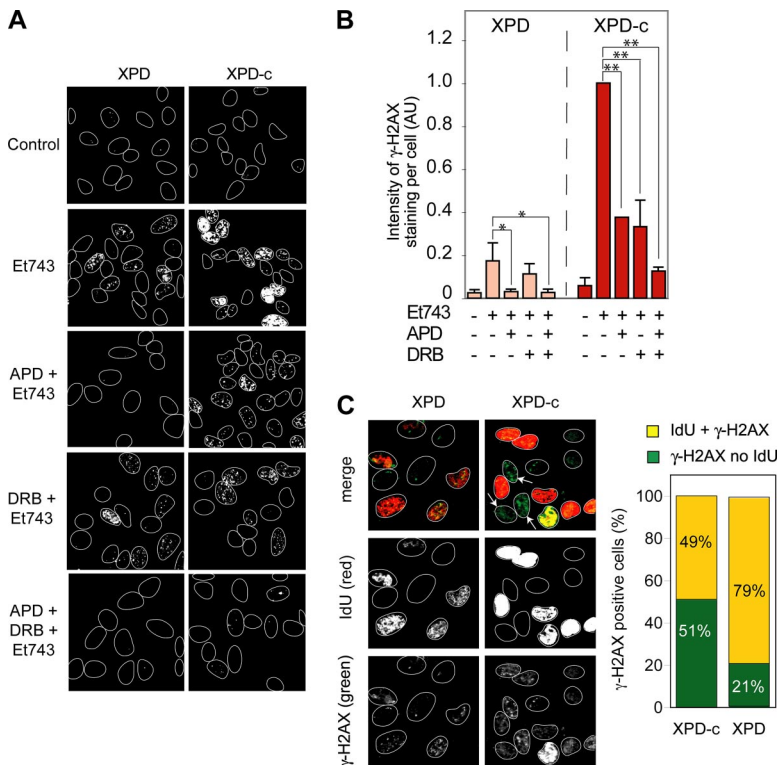 A
XPD
XPD-c
Control
Et743
APD +
Et743
DRB +
Et743
APD +
DRB +
Et743
B
XPD
XPD-c
Intensity of γ-H2AX
staining per cell (AU)
1.2
1.0
0.8
0.6
0.4
0.2
0
*
*
**
**
**
Et743 - + + + + - + + + +
APD - - + - + - - + - +
DRB - - - + + - - - + +
C
XPD
XPD-c
merge
IdU (red)
γ-H2AX (green)
IdU + γ-H2AX
γ-H2AX no IdU
γ-H2AX positive cells (%)
100
80
60
40
20
0
49%
79%
51%
21%
XPD-c
XPD